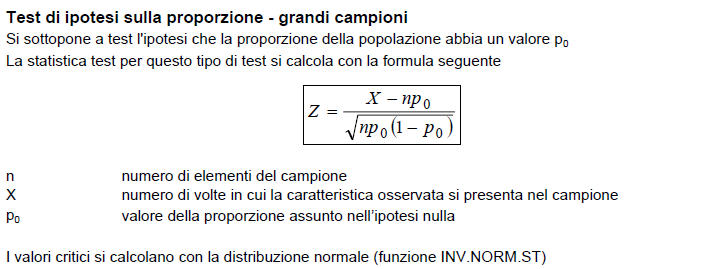 Test di ipotesi sulla proporzione - grandi campioni
Si sottopone a test l'ipotesi che la proporzione della popolazione abbia un valore p₀
La statistica test per questo tipo di test si calcola con la formula seguente
Z = (X − np₀) / √(np₀(1 − p₀))
n numero di elementi del campione
X numero di volte in cui la caratteristica osservata si presenta nel campione
p₀ valore della proporzione assunto nell’ipotesi nulla
I valori critici si calcolano con la distribuzione normale (funzione INV.NORM.ST)